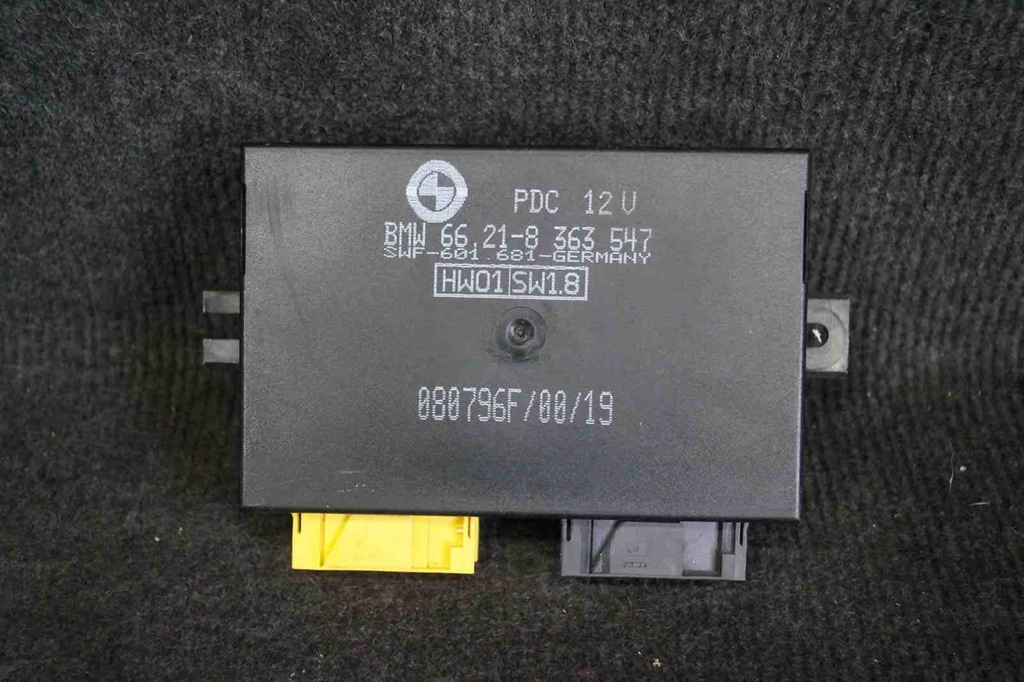 PDC 12V
BMW 66.21-8 363 547
SWF-601.681-GERMANY
HW01 SW1.8
080796F/00/19